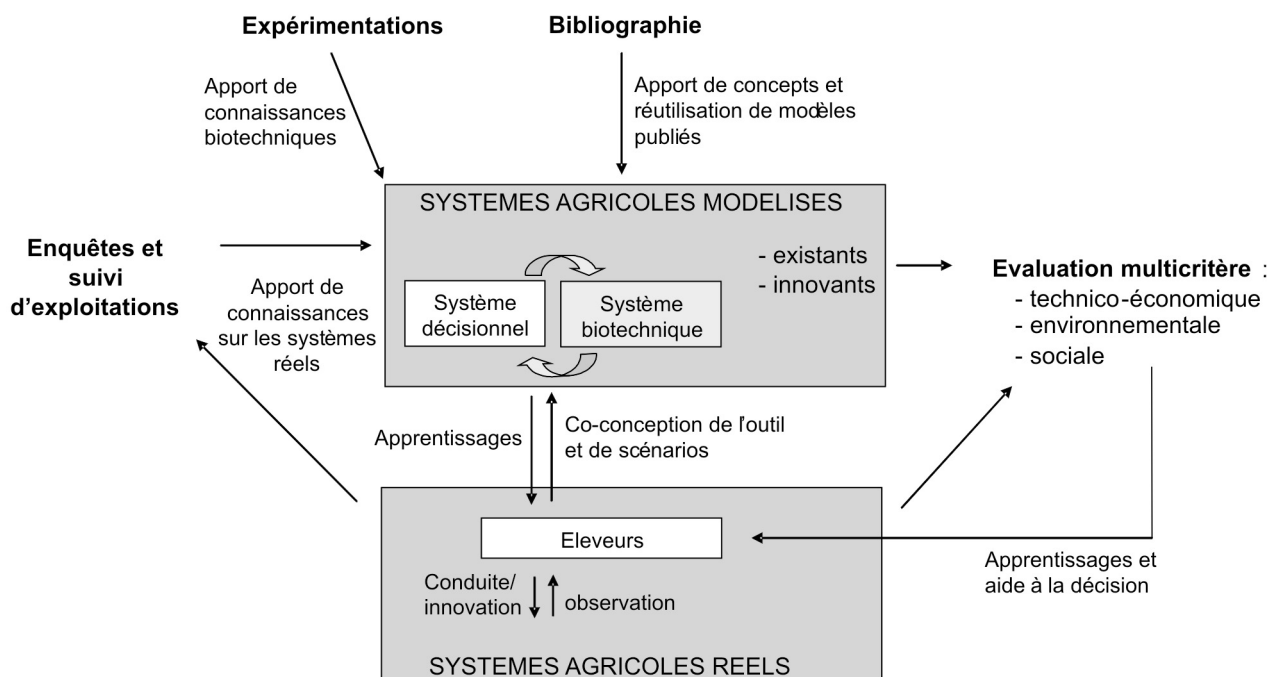 Expérimentations
Bibliographie
Apport de
connaissances
biotechniques
Apport de concepts et
réutilisation de modèles
publiés
SYSTEMES AGRICOLES MODELISES
Enquêtes et
suivi
d’exploitations
Apport de
connaissances
sur les systèmes
réels
- existants
- innovants
Système
décisionnel
Système
biotechnique
Evaluation multicritère :
- technico-économique
- environnementale
- sociale
Apprentissages
Co-conception de l’outil
et de scénarios
Eleveurs
Conduite/
innovation
observation
Apprentissages et
aide à la décision
SYSTEMES AGRICOLES REELS